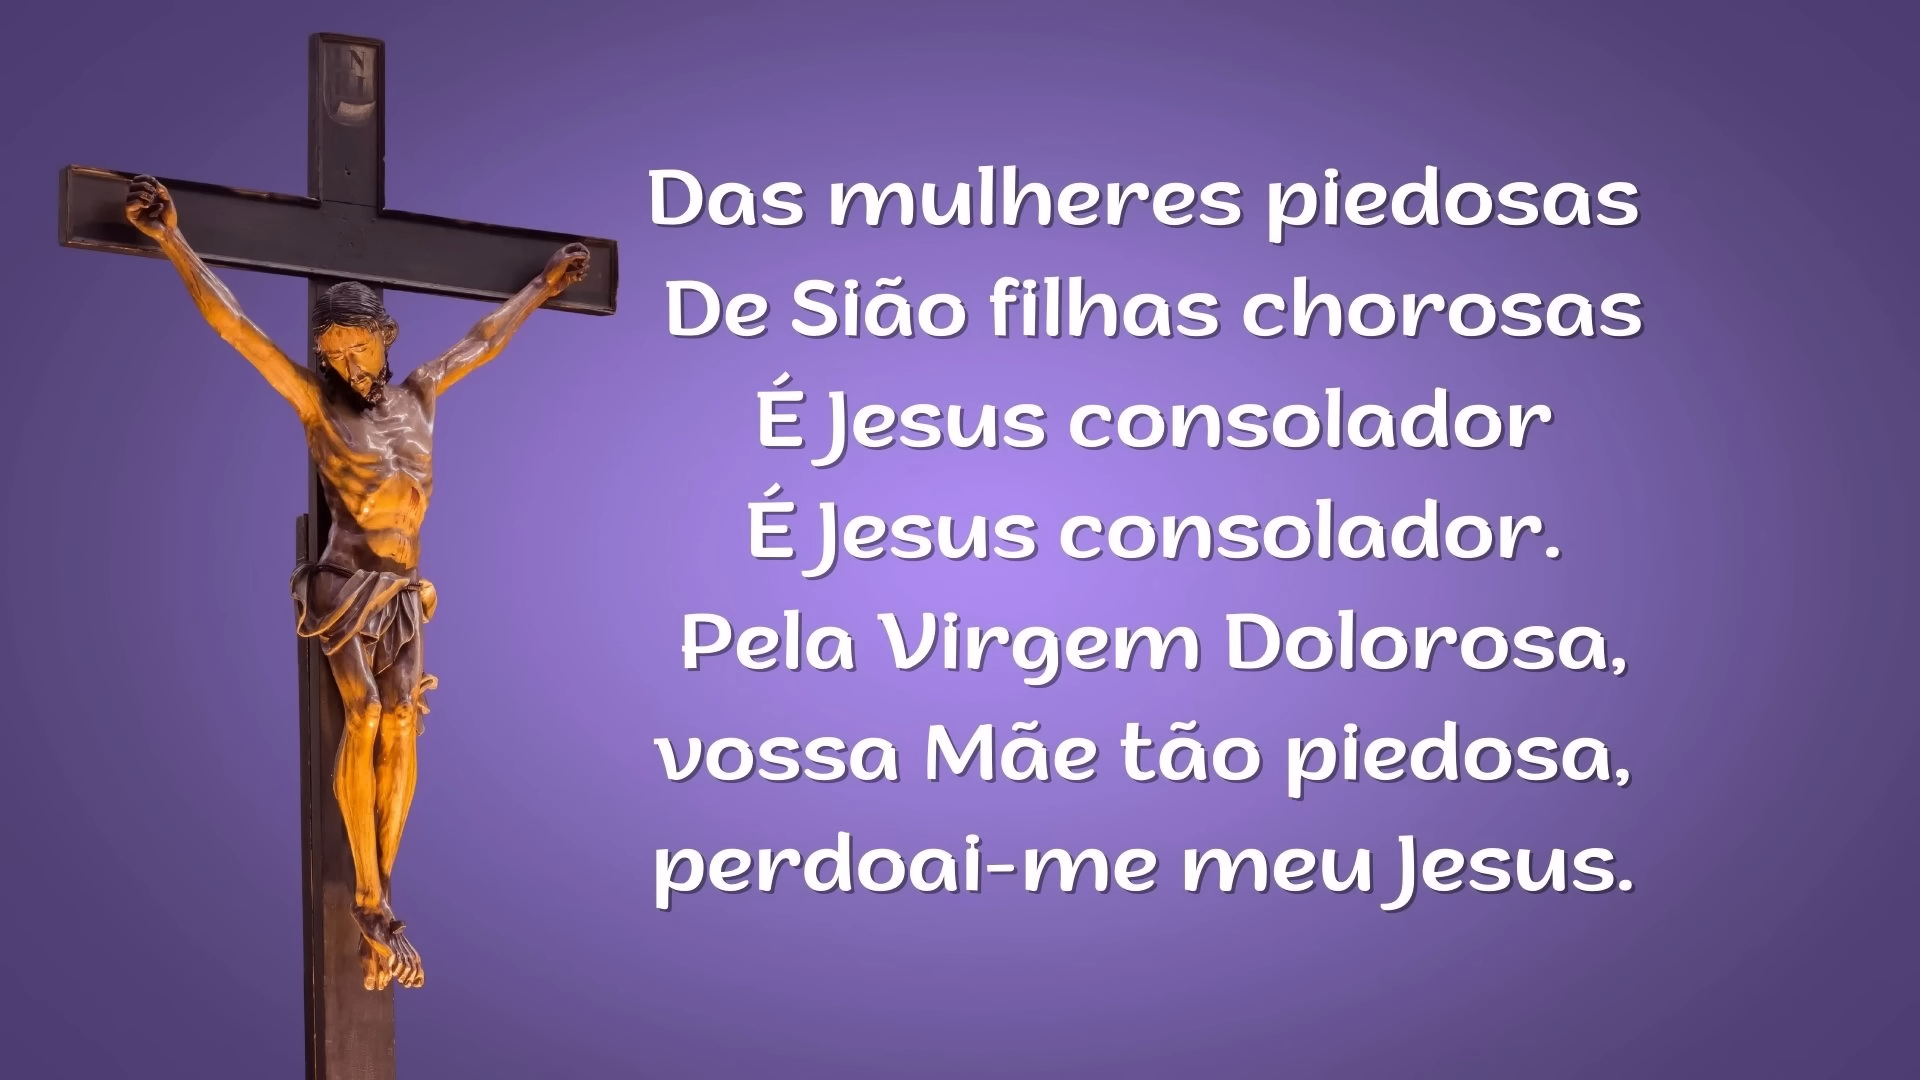 Das mulheres piedosas
De Sião filhas chorosas
É Jesus consolador
É Jesus consolador.
Pela Virgem Dolorosa,
vossa Mãe tão piedosa,
perdoai-me meu Jesus.